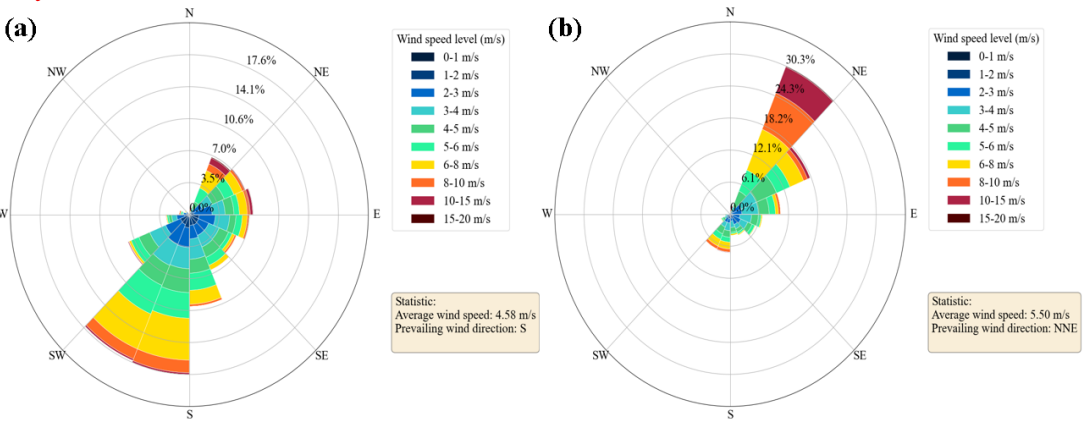 (a)
N
NE
E
SE
S
SW
W
NW
17.6%
14.1%
10.6%
7.0%
3.5%
0.0%
Wind speed level (m/s)
0-1 m/s
1-2 m/s
2-3 m/s
3-4 m/s
4-5 m/s
5-6 m/s
6-8 m/s
8-10 m/s
10-15 m/s
15-20 m/s
Statistic:
Average wind speed: 4.58 m/s
Prevailing wind direction: S
(b)
N
NE
E
SE
S
SW
W
NW
30.3%
24.3%
18.2%
12.1%
6.1%
0.0%
Wind speed level (m/s)
0-1 m/s
1-2 m/s
2-3 m/s
3-4 m/s
4-5 m/s
5-6 m/s
6-8 m/s
8-10 m/s
10-15 m/s
15-20 m/s
Statistic:
Average wind speed: 5.50 m/s
Prevailing wind direction: NNE